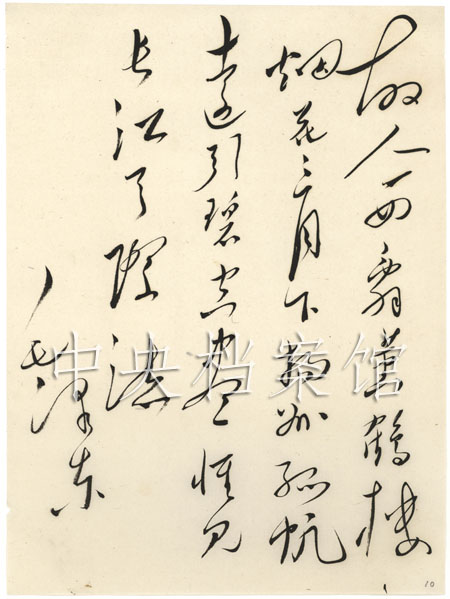 故人西辞黄鹤楼
烟花三月下扬州孤帆
远引碧空尽惟见
长江天际流
毛泽东
中央档案馆
10